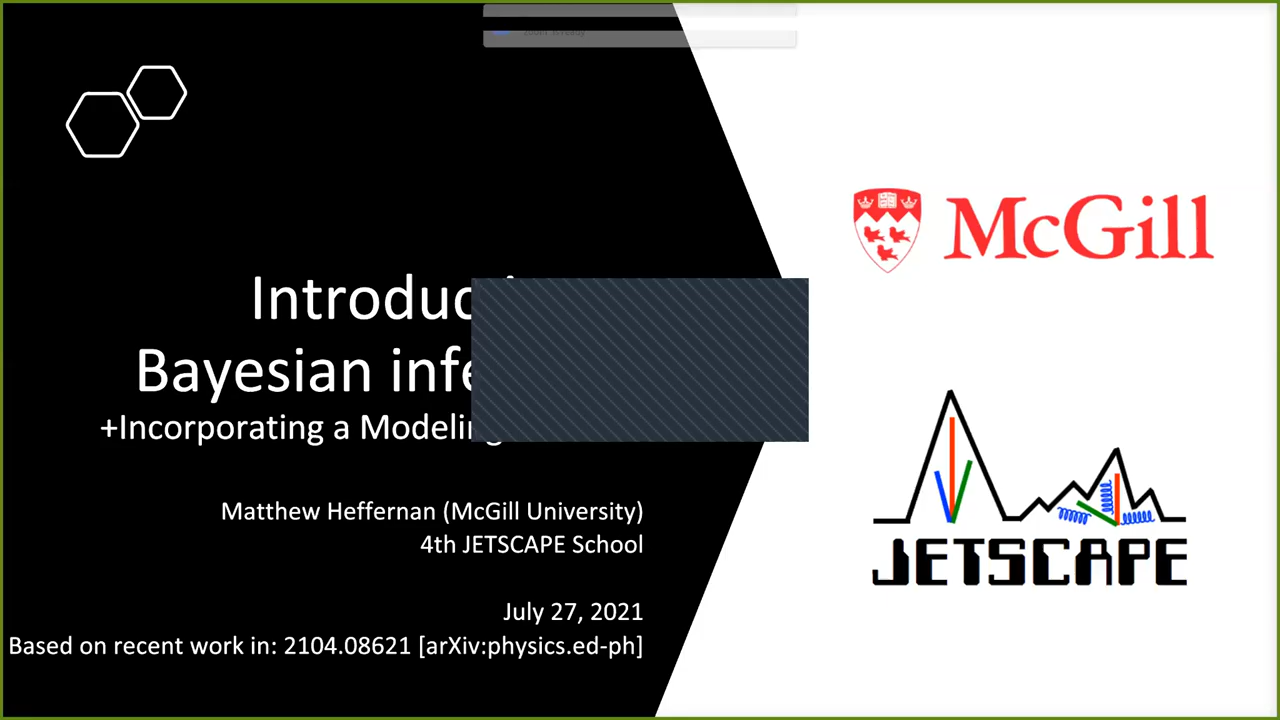 McGill
Introduc
Bayesian infe
+Incorporating a Modeling
Matthew Heffernan (McGill University)
4th JETSCAPE School
JETSCAPE
July 27, 2021
Based on recent work in: 2104.08621 [arXiv:physics.ed-ph]